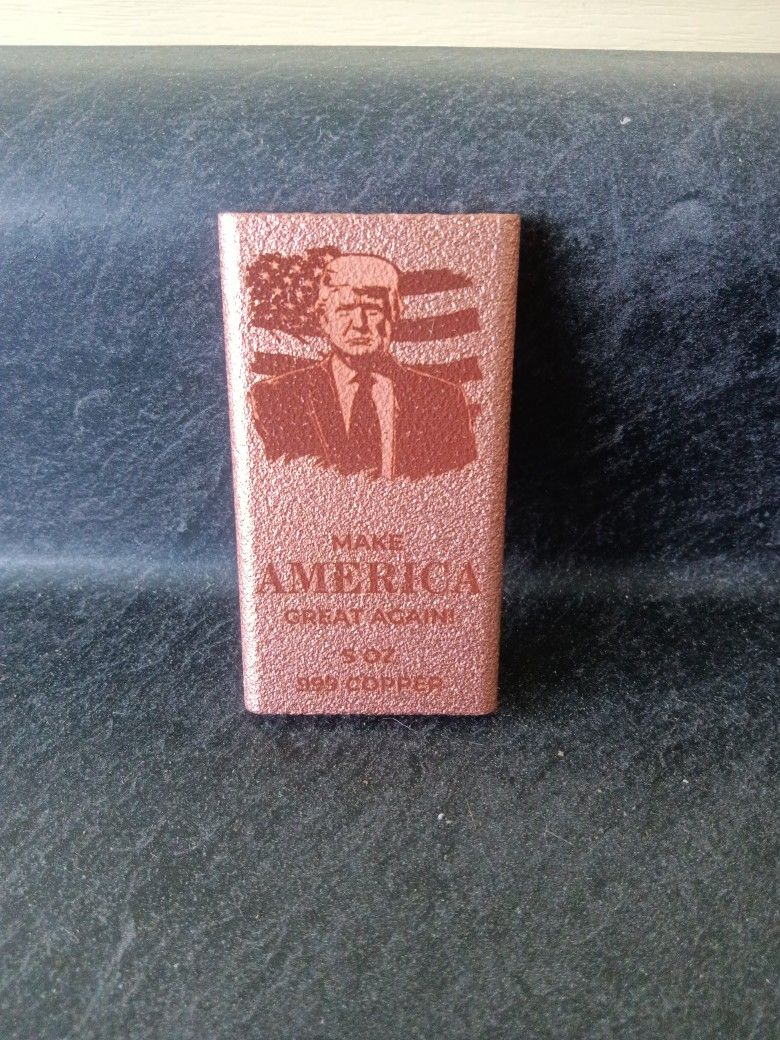 MAKE
AMERICA
GREAT AGAIN!
5 OZ
999 COPPER